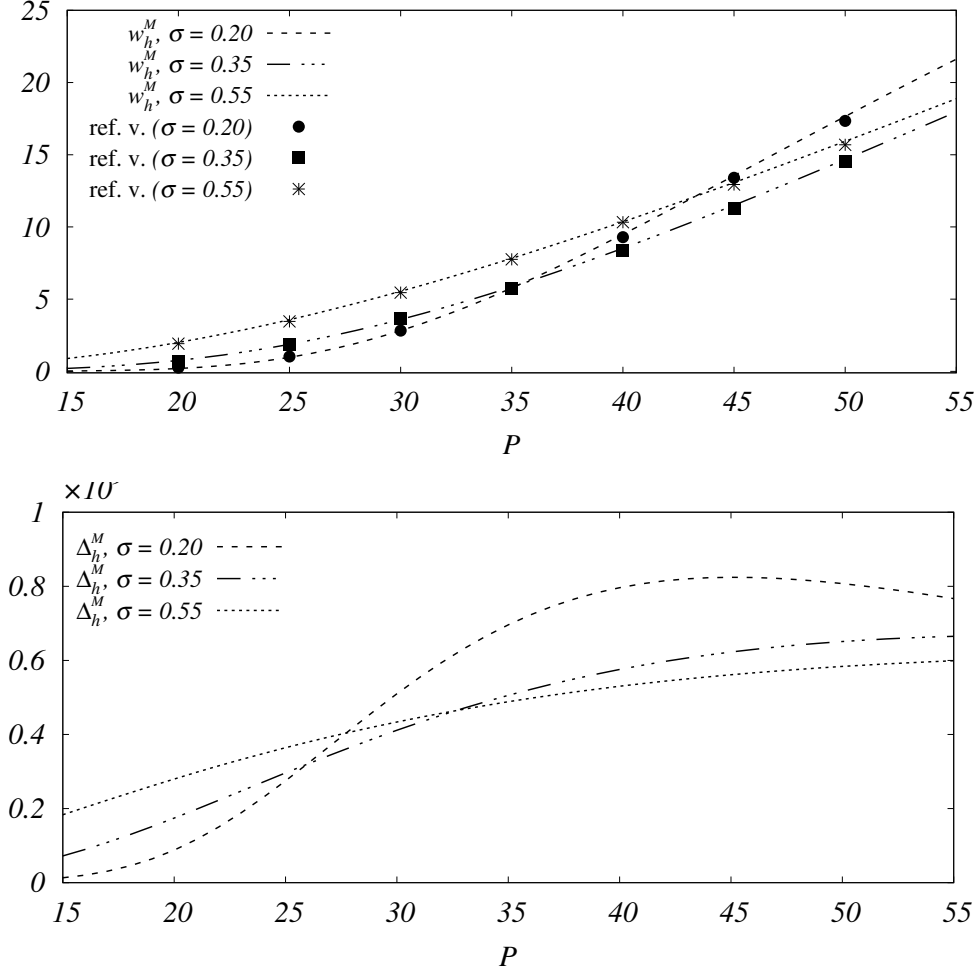 25
20
15
10
5
0
w_h^M, σ = 0.20
w_h^M, σ = 0.35
w_h^M, σ = 0.55
ref. v. (σ = 0.20)
ref. v. (σ = 0.35)
ref. v. (σ = 0.55)
15 20 25 30 35 40 45 50 55
P
×10
1
0.8
0.6
0.4
0.2
0
Δ_h^M, σ = 0.20
Δ_h^M, σ = 0.35
Δ_h^M, σ = 0.55
15 20 25 30 35 40 45 50 55
P